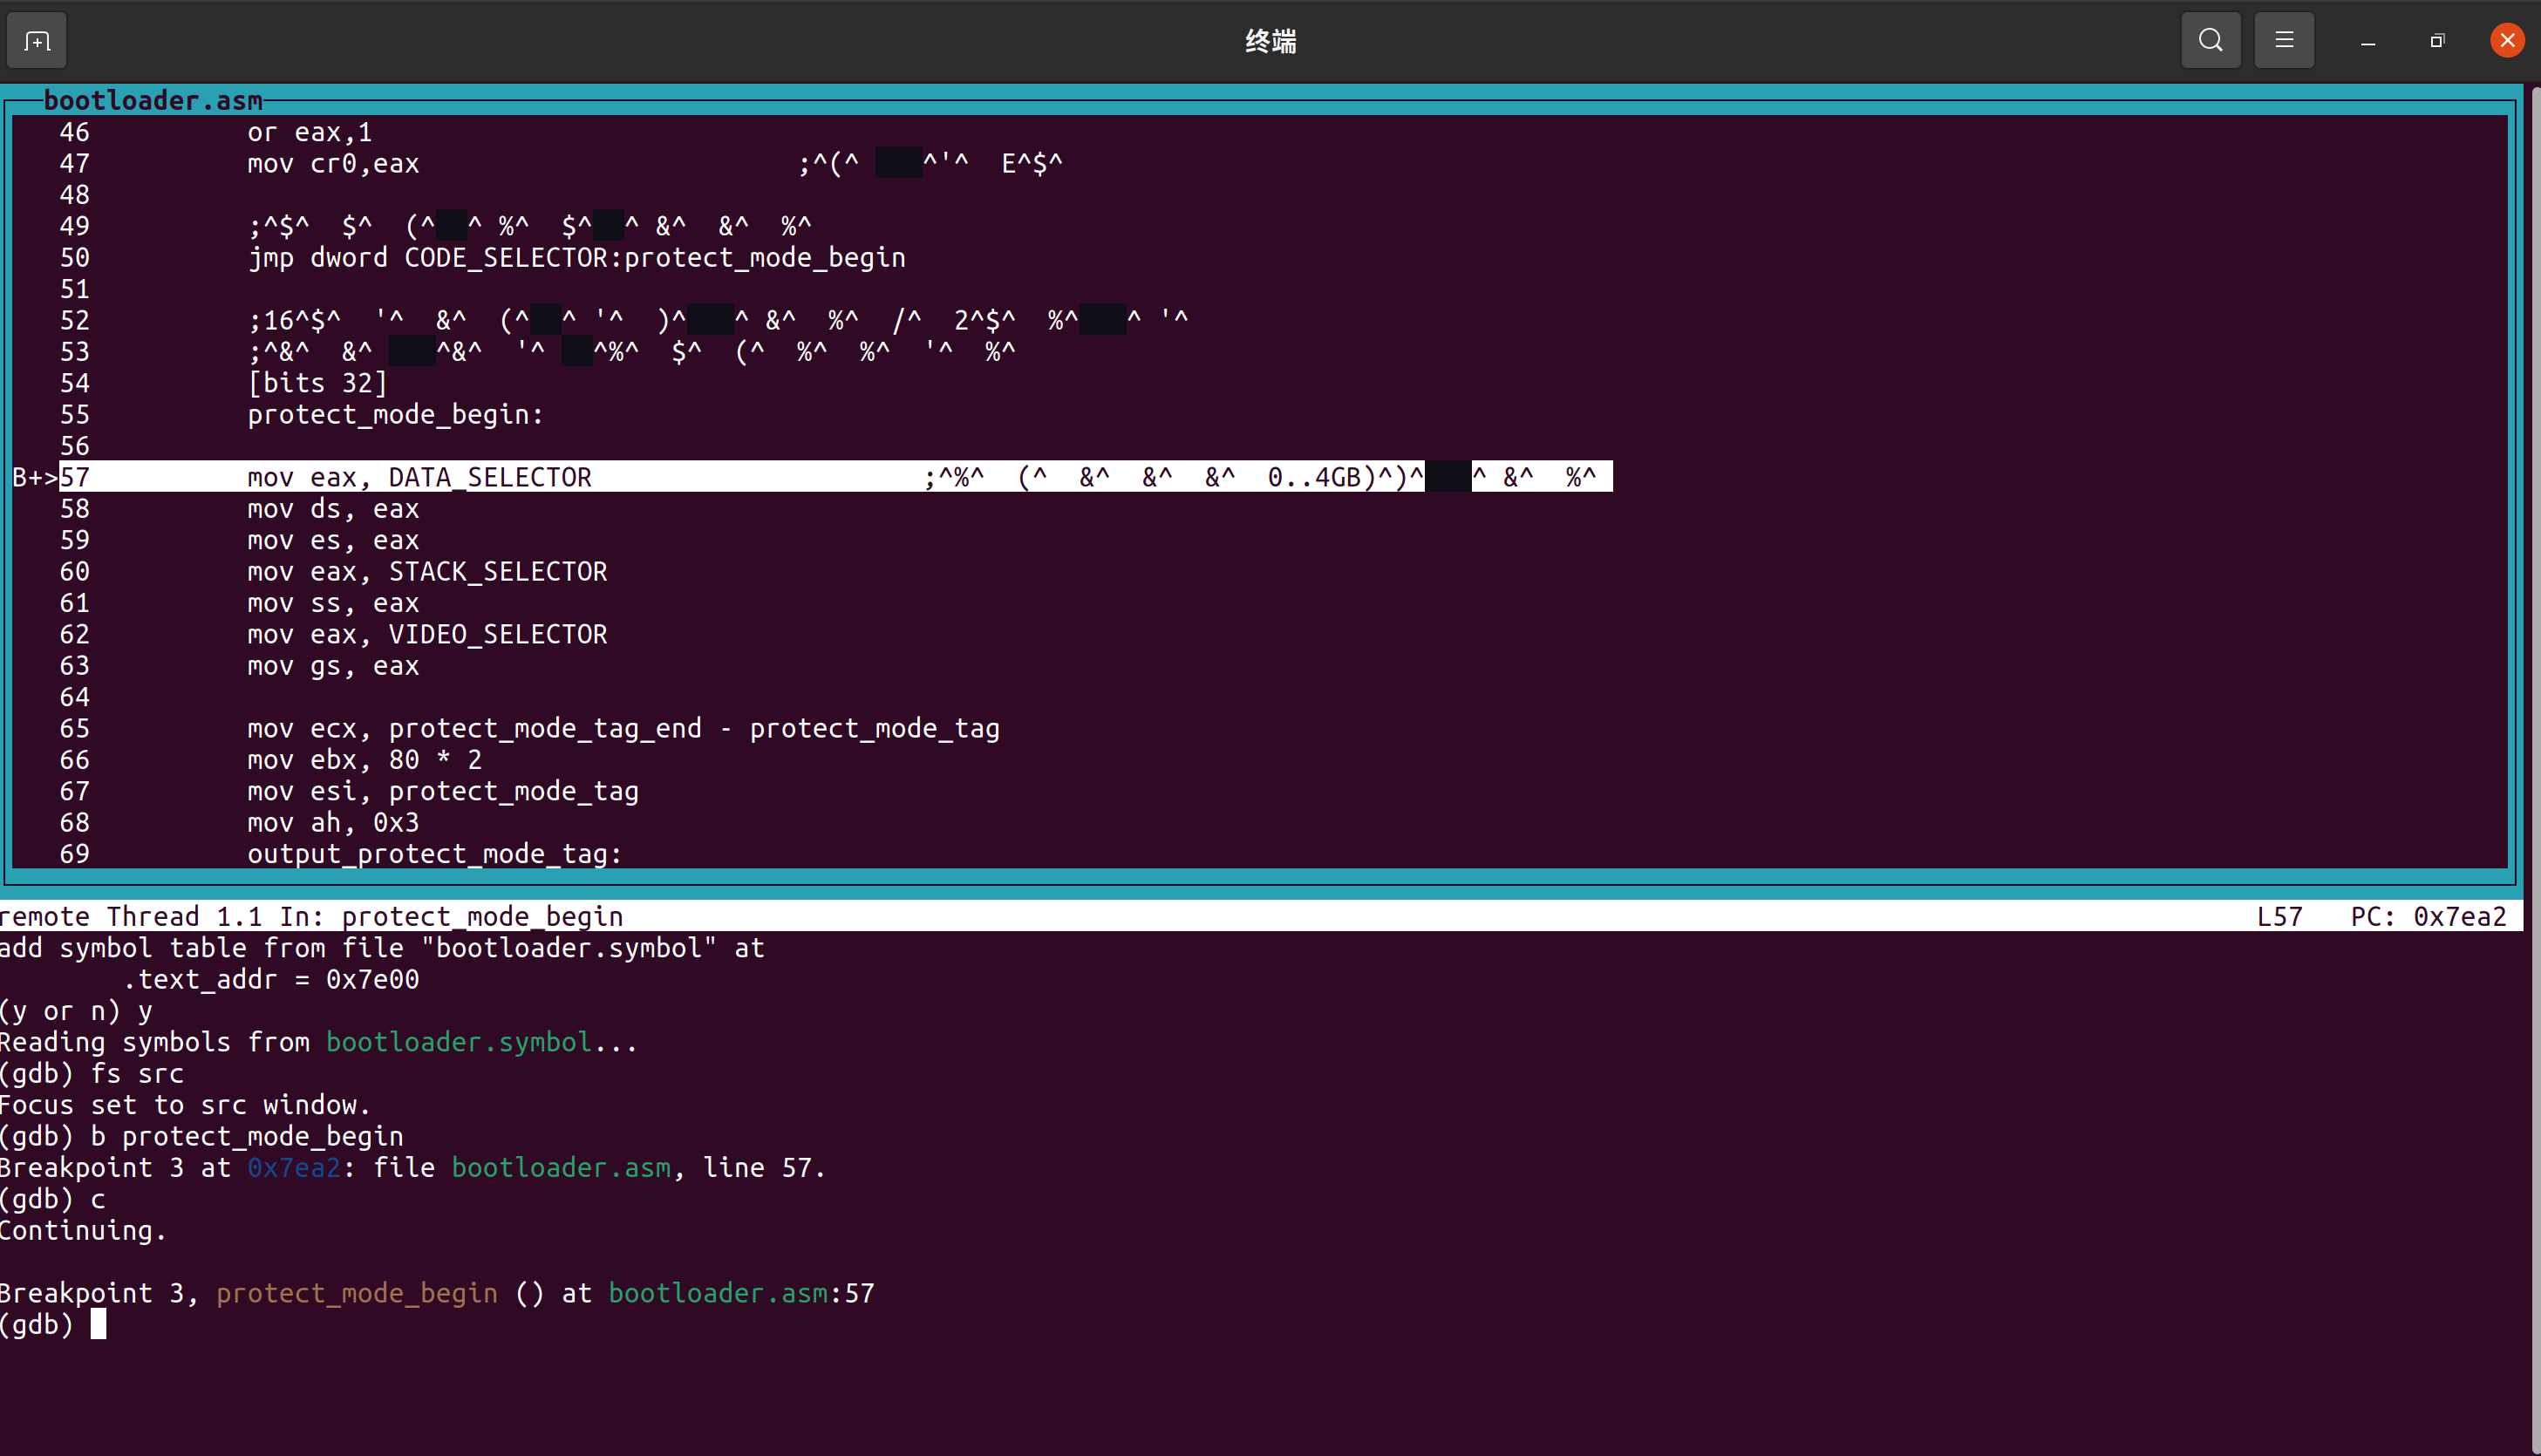 终端
bootloader.asm
46 or eax,1
47 mov cr0,eax ;^(^ ^'^ E^$^
48
49 ;^$^ $^ (^ ^ %^ $^ ^ &^ &^ %^
50 jmp dword CODE_SELECTOR:protect_mode_begin
51
52 ;16^$^ '^ &^ (^ ^ '^ )^ ^ &^ %^ /^ 2^$^ %^ ^ '^
53 ;^&^ &^ ^&^ '^ ^%^ $^ (^ %^ %^ '^ %^
54 [bits 32]
55 protect_mode_begin:
56
B+>57 mov eax, DATA_SELECTOR ;^%^ (^ &^ &^ &^ 0..4GB)^)^ ^ &^ %^
58 mov ds, eax
59 mov es, eax
60 mov eax, STACK_SELECTOR
61 mov ss, eax
62 mov eax, VIDEO_SELECTOR
63 mov gs, eax
64
65 mov ecx, protect_mode_tag_end - protect_mode_tag
66 mov ebx, 80 * 2
67 mov esi, protect_mode_tag
68 mov ah, 0x3
69 output_protect_mode_tag:
remote Thread 1.1 In: protect_mode_begin L57 PC: 0x7ea2
add symbol table from file "bootloader.symbol" at
.text_addr = 0x7e00
(y or n) y
Reading symbols from bootloader.symbol...
(gdb) fs src
Focus set to src window.
(gdb) b protect_mode_begin
Breakpoint 3 at 0x7ea2: file bootloader.asm, line 57.
(gdb) c
Continuing.
Breakpoint 3, protect_mode_begin () at bootloader.asm:57
(gdb)